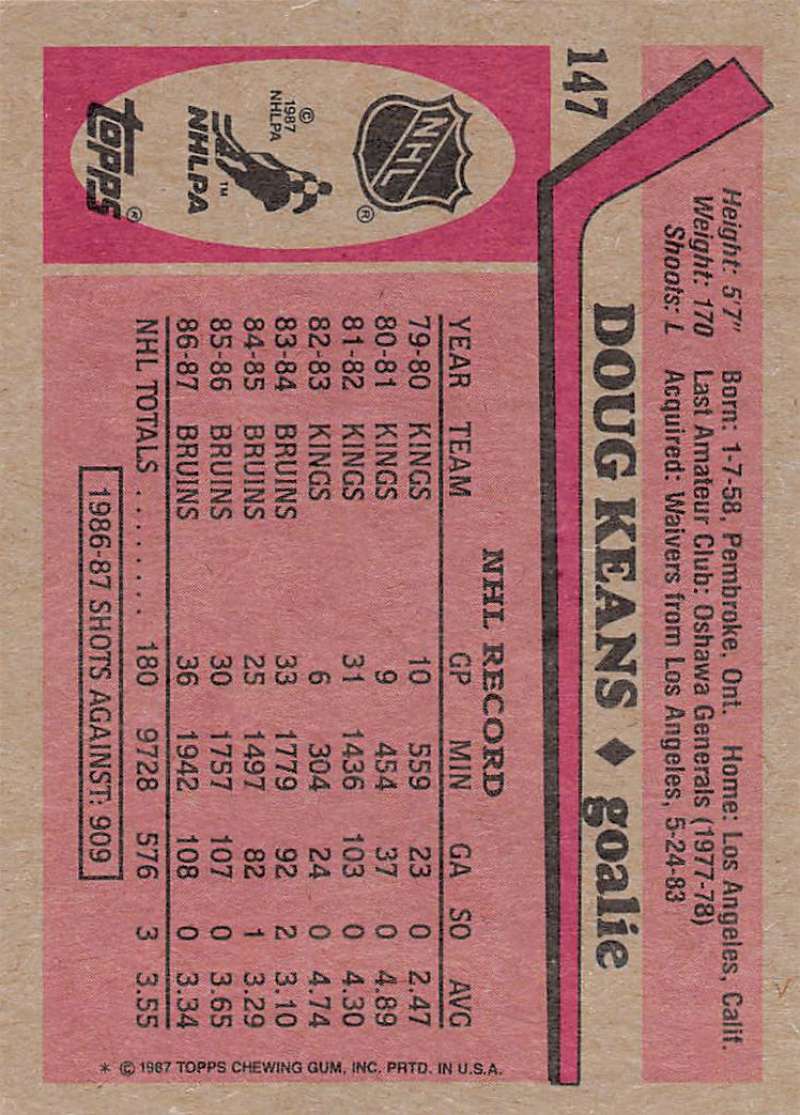 147
Height: 5'7" Born: 1-7-58, Pembroke, Ont. Home: Los Angeles, Calif.
Weight: 170 Last Amateur Club: Oshawa Generals (1977-78)
Shoots: L Acquired: Waivers from Los Angeles, 5-24-83
DOUG KEANS ♦ goalie
NHL
®
© 1987
NHLPA
TM
NHLPA
topps
®
NHL RECORD
YEAR TEAM GP MIN GA SO AVG
79-80 KINGS 10 559 23 0 2.47
80-81 KINGS 9 454 37 0 4.89
81-82 KINGS 31 1436 103 0 4.30
82-83 KINGS 6 304 24 0 4.74
83-84 BRUINS 33 1779 92 2 3.10
84-85 BRUINS 25 1497 82 1 3.29
85-86 BRUINS 30 1757 107 0 3.65
86-87 BRUINS 36 1942 108 0 3.34
NHL TOTALS ......... 180 9728 576 3 3.55
1986-87 SHOTS AGAINST: 909
* © 1987 TOPPS CHEWING GUM, INC. PRTD. IN U.S.A.